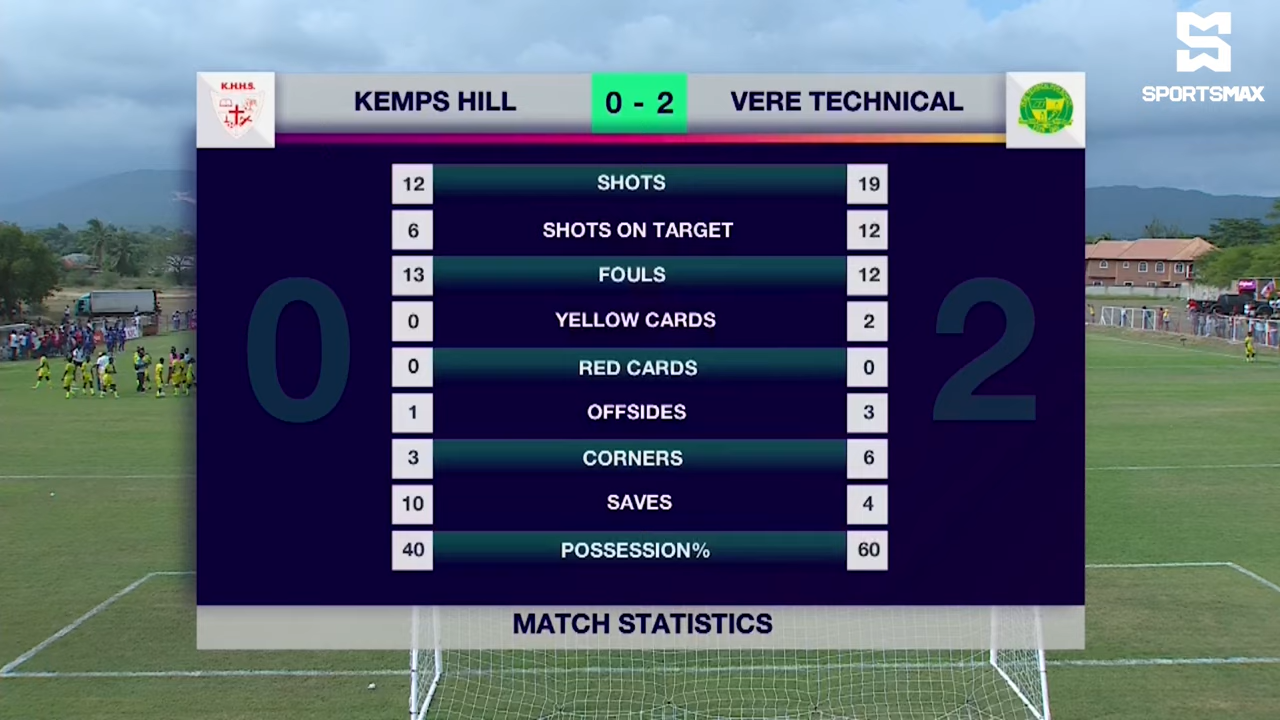 SPORTSMAX
K.H.H.S.
KEMPS HILL 0 - 2 VERE TECHNICAL
12 SHOTS 19
6 SHOTS ON TARGET 12
13 FOULS 12
0 YELLOW CARDS 2
0 RED CARDS 0
1 OFFSIDES 3
3 CORNERS 6
10 SAVES 4
40 POSSESSION% 60
0 2
MATCH STATISTICS